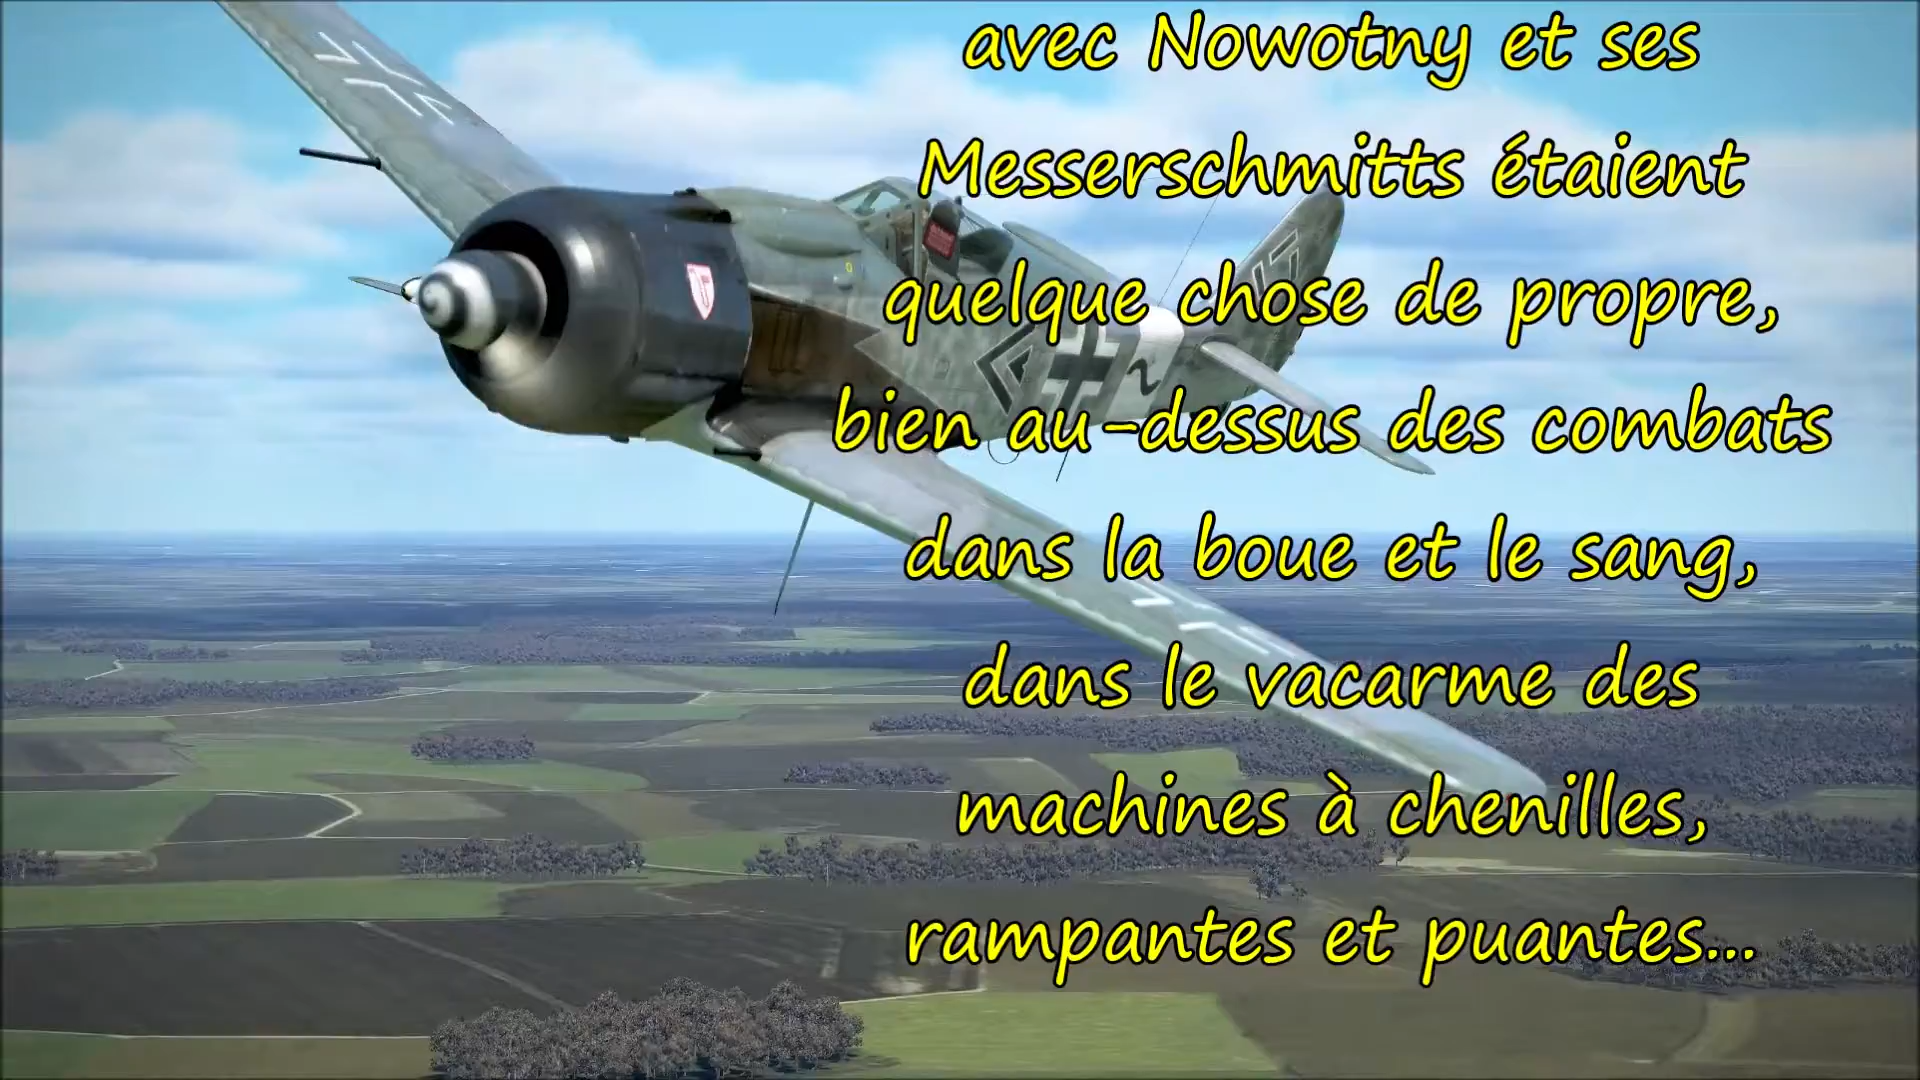 avec Nowotny et ses
Messerschmitts étaient
quelque chose de propre,
bien au-dessus des combats
dans la boue et le sang,
dans le vacarme des
machines à chenilles,
rampantes et puantes...